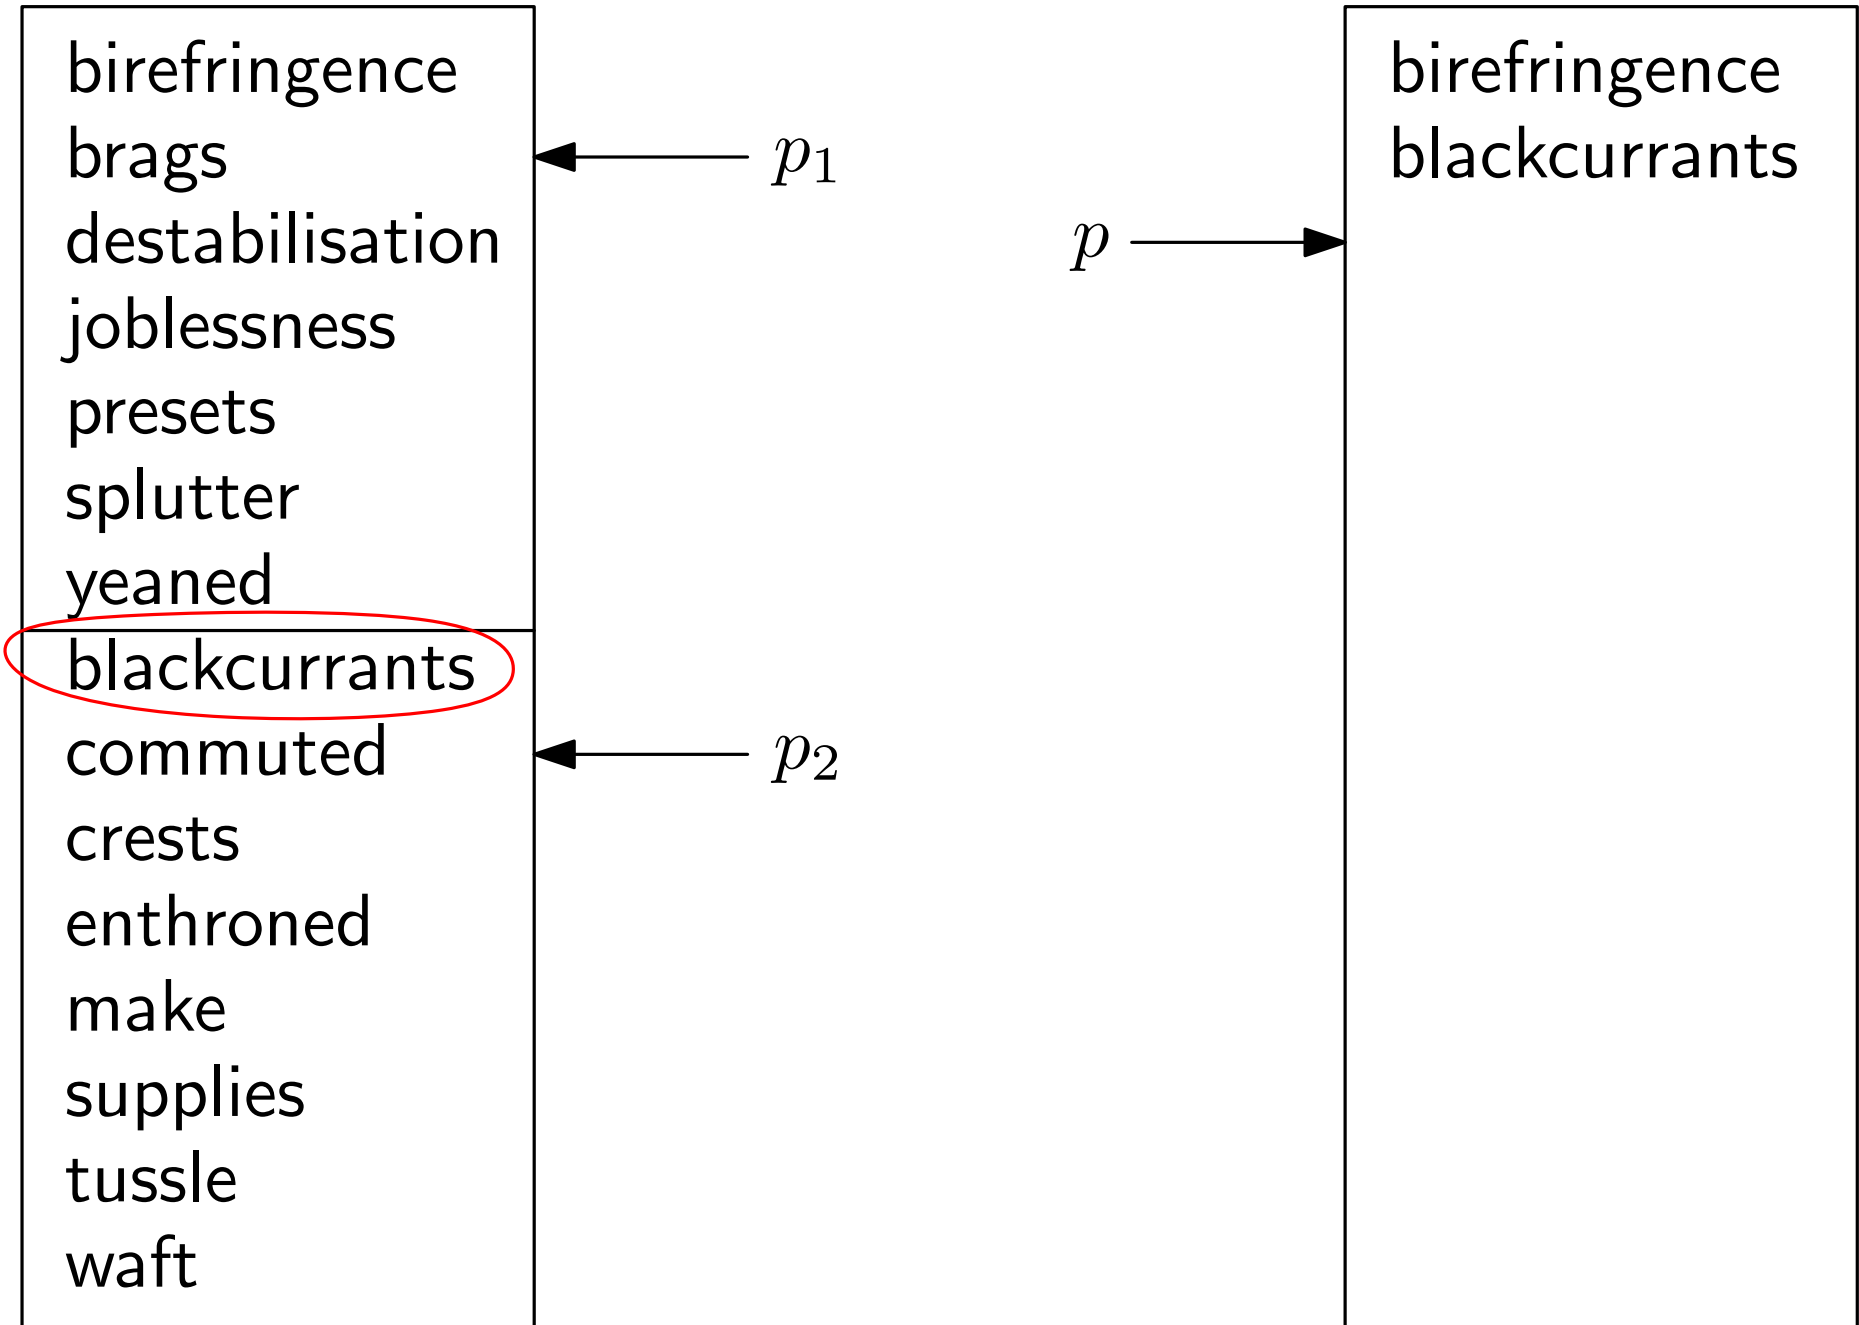 birefringence
brags
destabilisation
joblessness
presets
splutter
yeaned
blackcurrants
commuted
crests
enthroned
make
supplies
tussle
waft
p1
p2
p
birefringence
blackcurrants